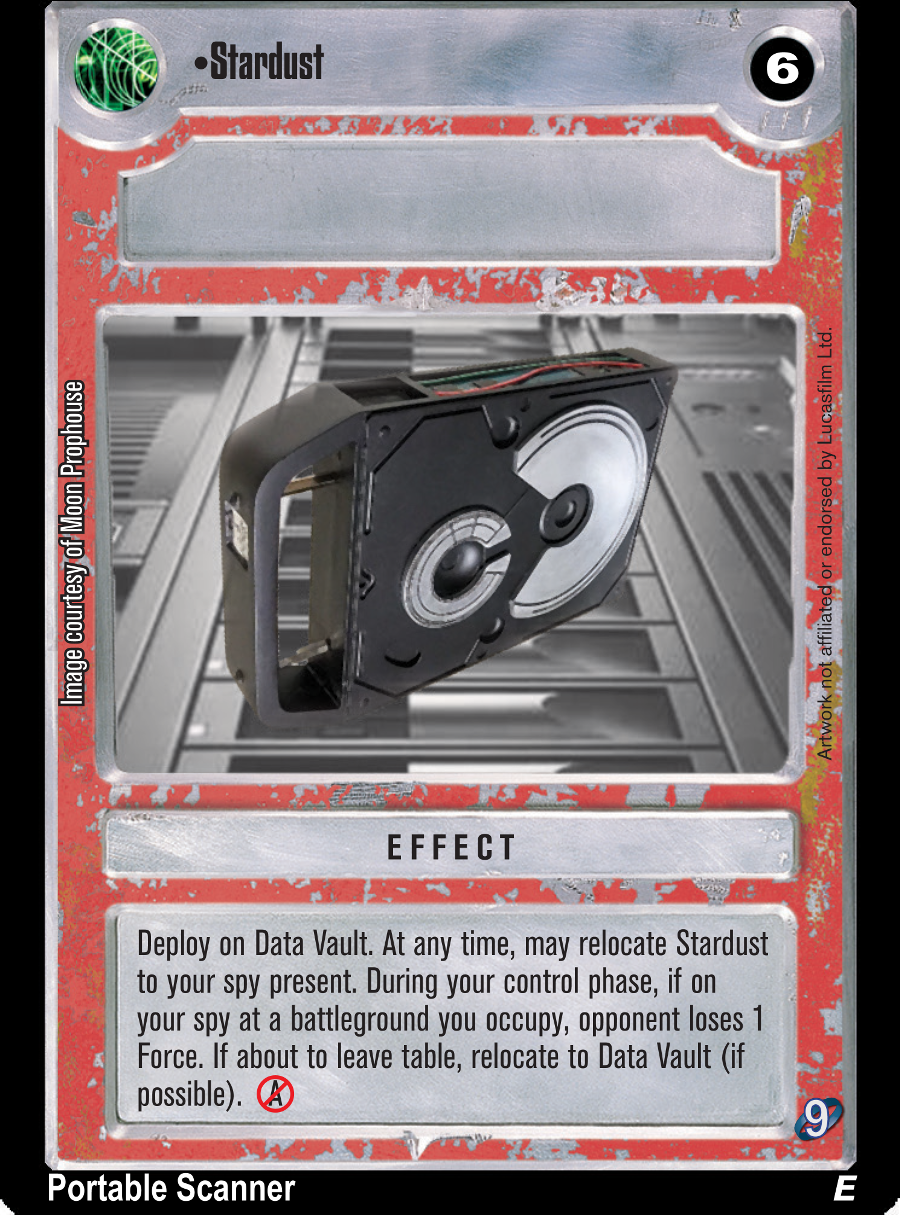 •Stardust
6
Image courtesy of Moon Prophouse
Artwork not affiliated or endorsed by Lucasfilm Ltd.
EFFECT
Deploy on Data Vault. At any time, may relocate Stardust
to your spy present. During your control phase, if on
your spy at a battleground you occupy, opponent loses 1
Force. If about to leave table, relocate to Data Vault (if
possible). A
9
Portable Scanner
E